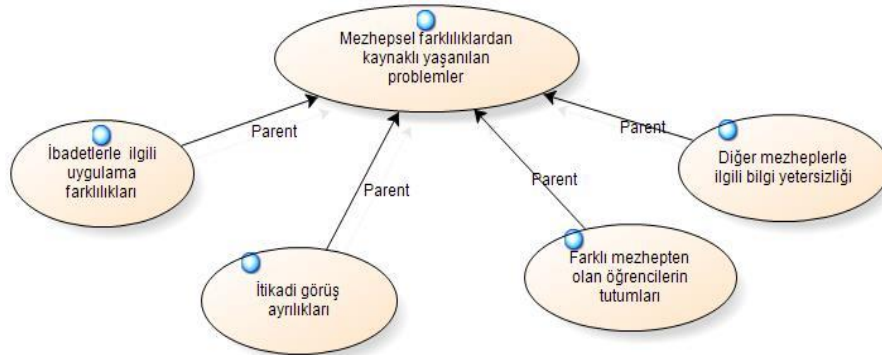 Mezhepsel farklılıklardan
kaynaklı yaşanılan
problemler
Parent
Parent
Parent
Parent
İbadetlerle ilgili
uygulama
farklılıkları
İtikadi görüş
ayrılıkları
Farklı mezhepten
olan öğrencilerin
tutumları
Diğer mezheplerle
ilgili bilgi yetersizliği